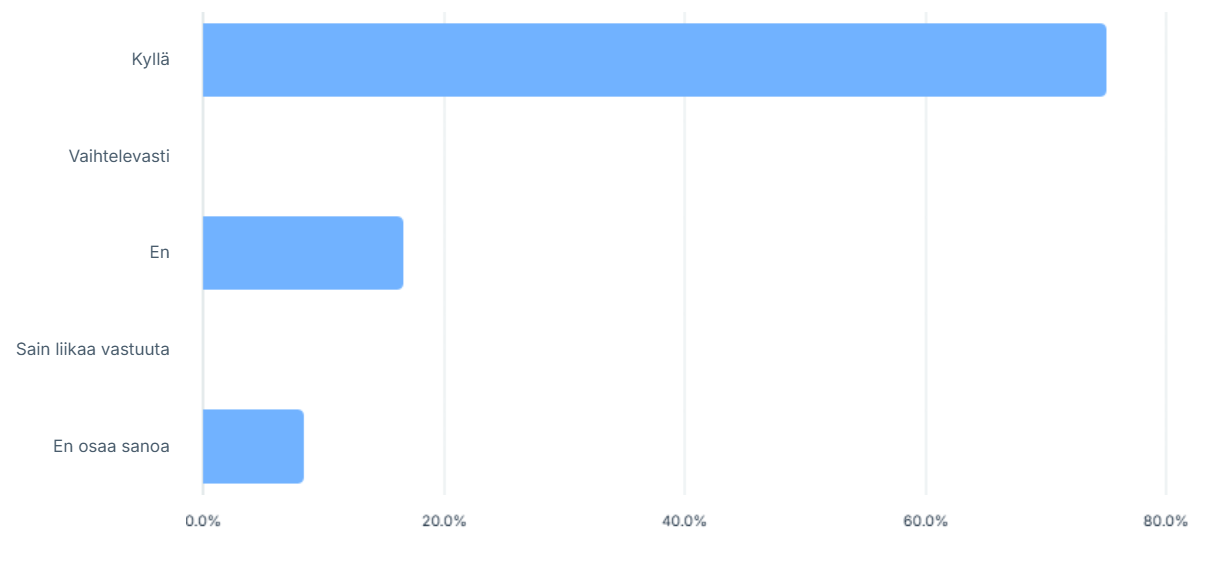 Kyllä
Vaihtelevasti
En
Sain liikaa vastuuta
En osaa sanoa
0.0% 20.0% 40.0% 60.0% 80.0%